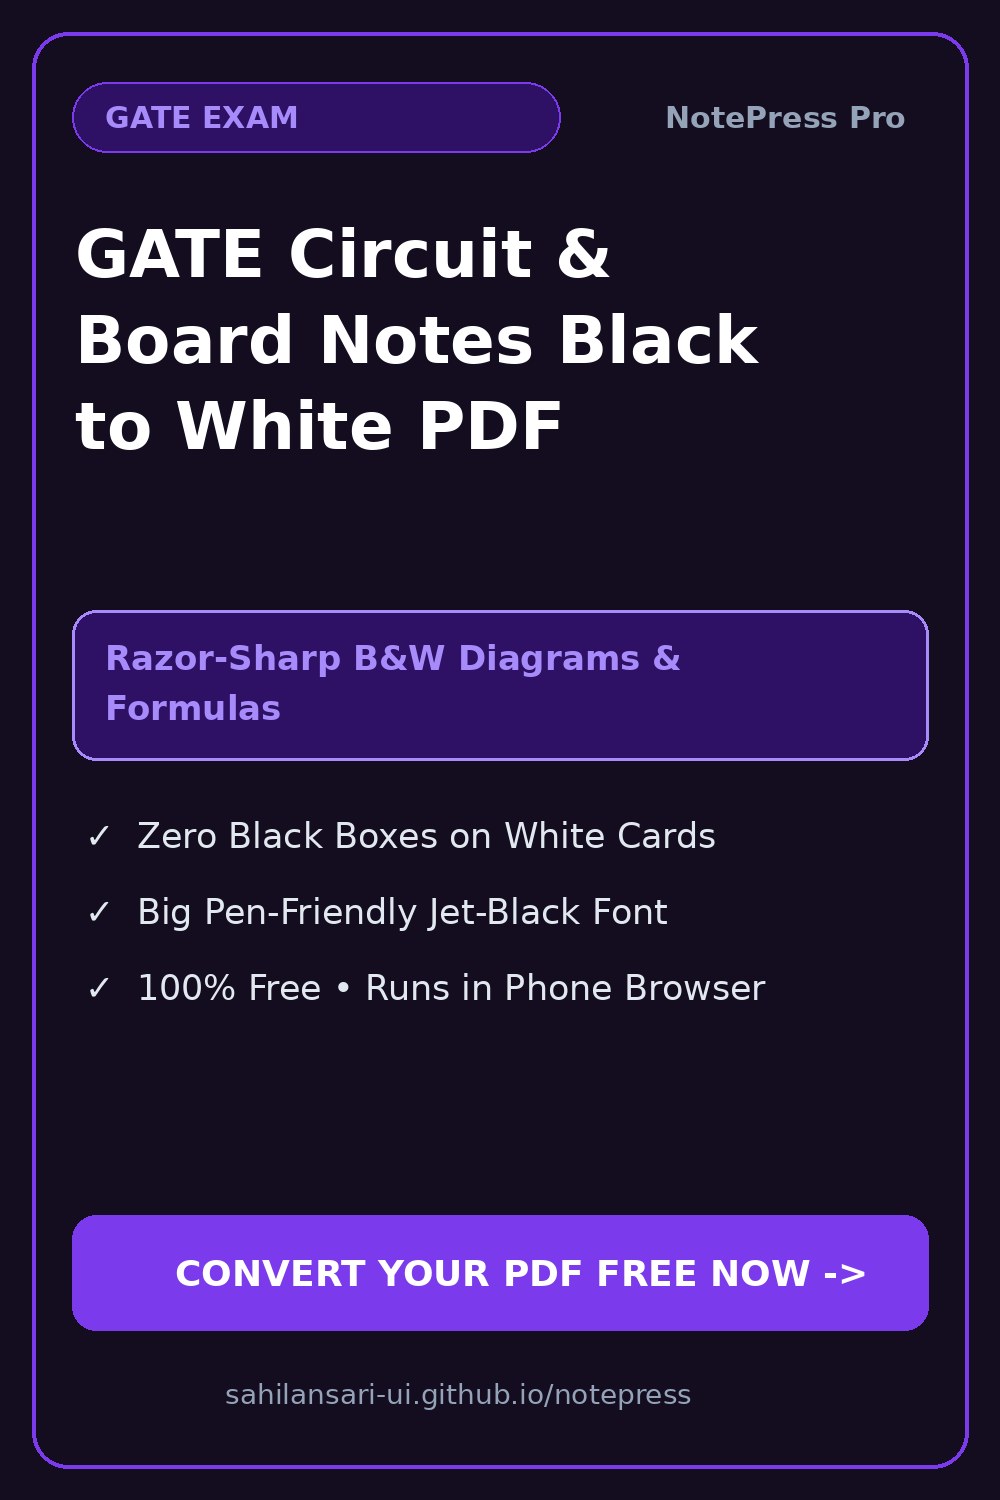 GATE EXAM
NotePress Pro
GATE Circuit &
Board Notes Black
to White PDF
Razor-Sharp B&W Diagrams &
Formulas
✓ Zero Black Boxes on White Cards
✓ Big Pen-Friendly Jet-Black Font
✓ 100% Free • Runs in Phone Browser
CONVERT YOUR PDF FREE NOW ->
sahilansari-ui.github.io/notepress